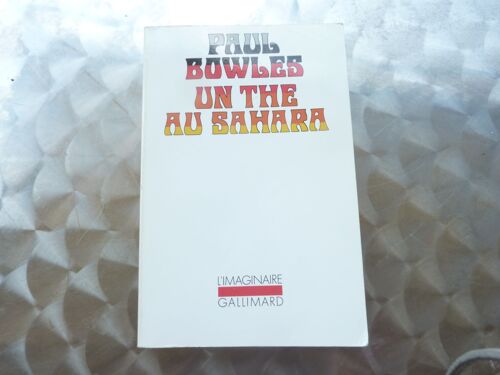 PAUL
BOWLES
UN THE
AU SAHARA
L'IMAGINAIRE
GALLIMARD